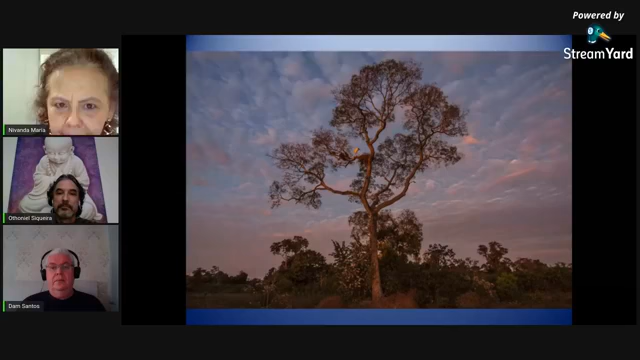 Powered by
StreamYard
Nivanda Maria
Othoniel Siqueira
Dam Santos